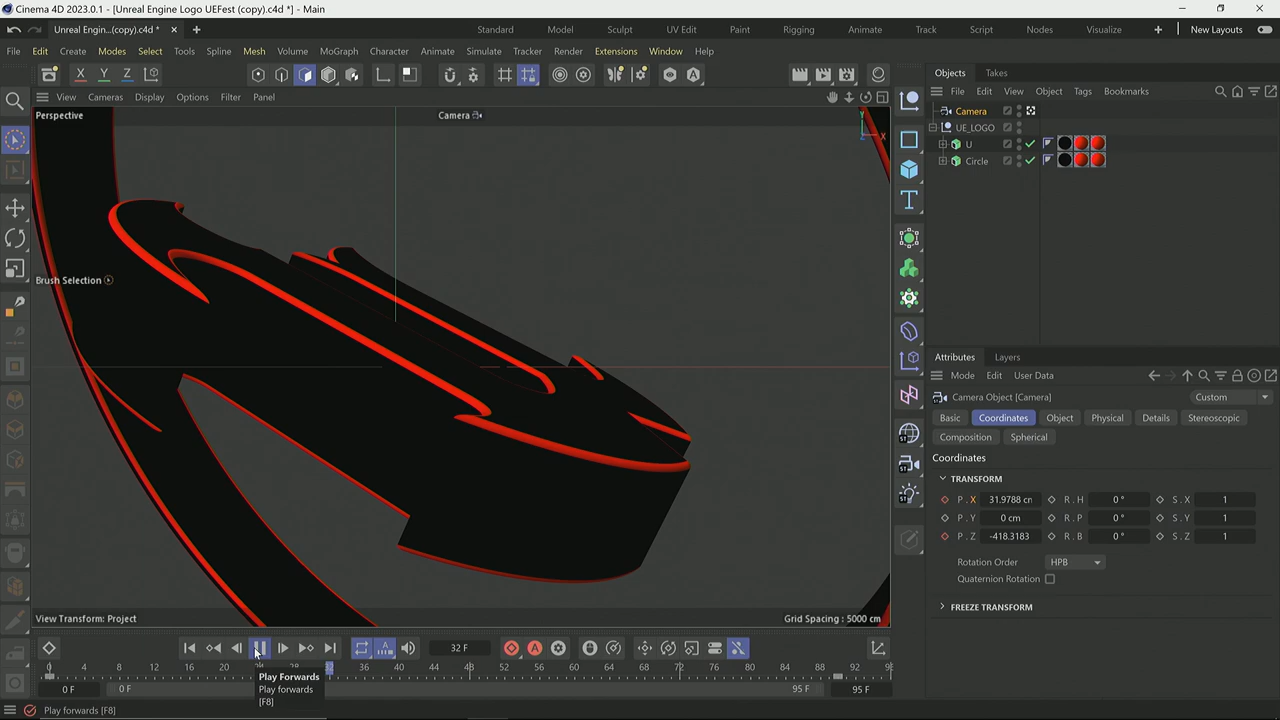 Cinema 4D 2023.0.1 - [Unreal Engine Logo UEFest (copy).c4d *] - Main
Unreal Engin...(copy).c4d *
Standard Model Sculpt UV Edit Paint Rigging Animate Track Script Nodes Visualize New Layouts
File Edit Create Modes Select Tools Spline Mesh Volume MoGraph Character Animate Simulate Tracker Render Extensions Window Help
X Y Z
Objects Takes
View Cameras Display Options Filter Panel
File Edit View Object Tags Bookmarks
Perspective
Camera
Y
X
Camera
UE_LOGO
U
Circle
Brush Selection
Attributes Layers
Mode Edit User Data
Camera Object [Camera]
Custom
Basic Coordinates Object Physical Details Stereoscopic
Composition Spherical
Coordinates
TRANSFORM
P . X 31.9788 cn R . H 0 ° S . X 1
P . Y 0 cm R . P 0 ° S . Y 1
P . Z -418.3183 R . B 0 ° S . Z 1
Rotation Order HPB
Quaternion Rotation
FREEZE TRANSFORM
ST
ST
ST
View Transform: Project
Grid Spacing : 5000 cm
32 F
0 4 8 12 16 20 24 28 36 40 44 48 52 56 60 64 68 72 76 80 84 88 92
0 F 0 F 95 F 95 F
Play Forwards
Play forwards
[F8]
Play forwards [F8]